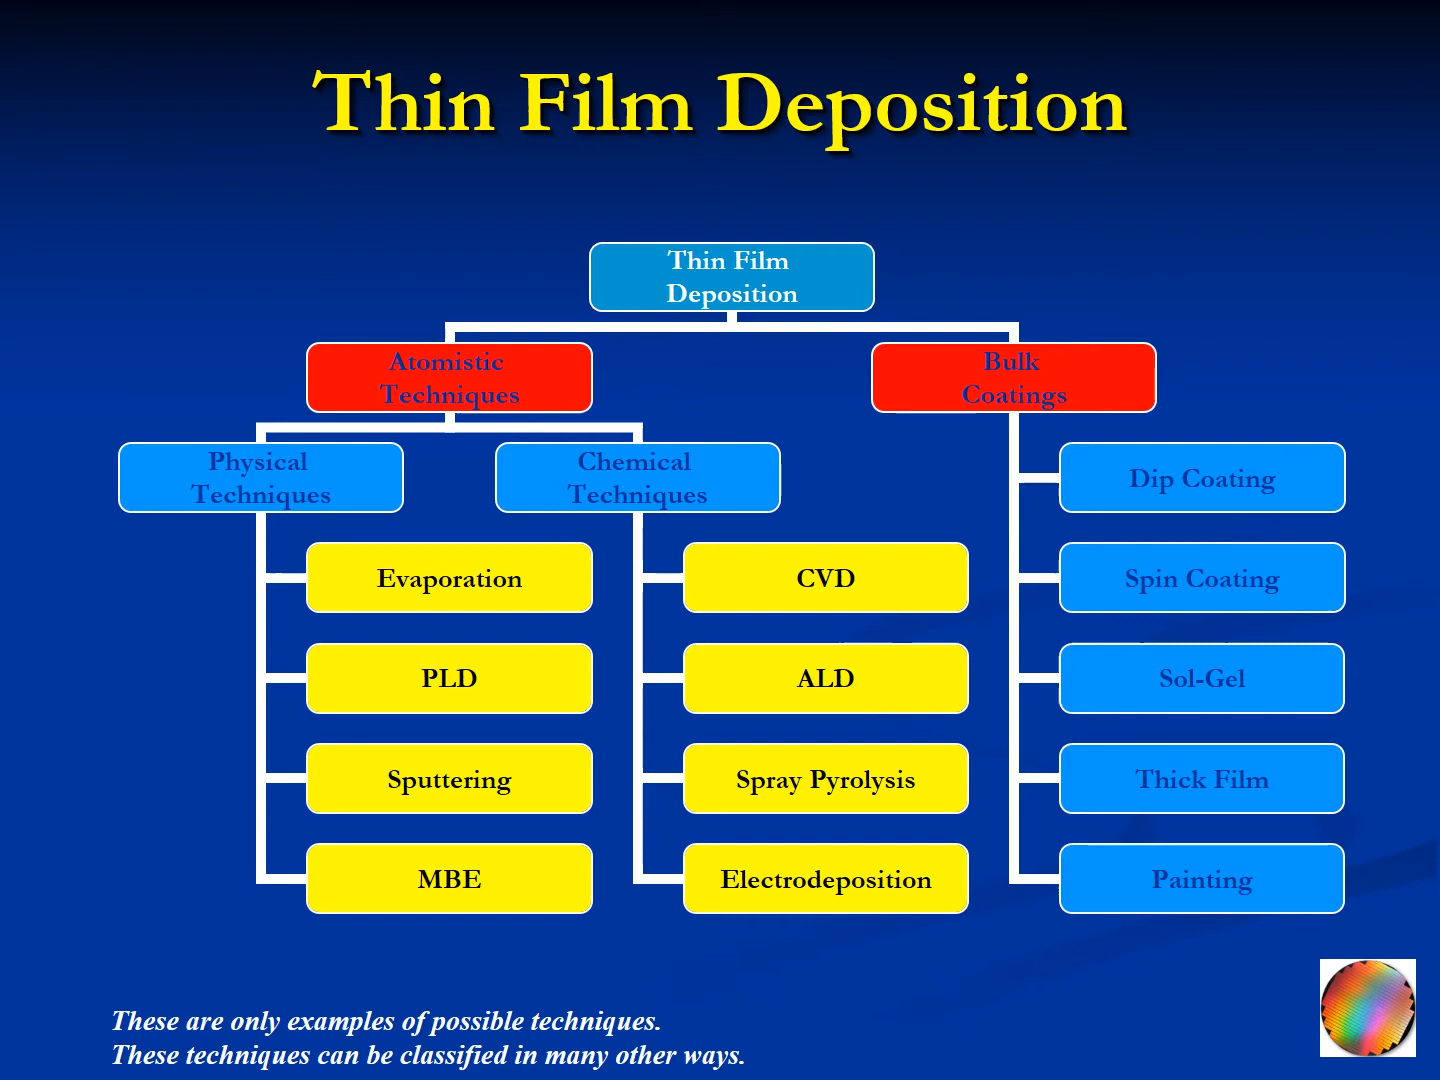 Thin Film Deposition
Thin Film
Deposition
Atomistic
Techniques
Bulk
Coatings
Physical
Techniques
Chemical
Techniques
Evaporation
PLD
Sputtering
MBE
CVD
ALD
Spray Pyrolysis
Electrodeposition
Dip Coating
Spin Coating
Sol-Gel
Thick Film
Painting
These are only examples of possible techniques.
These techniques can be classified in many other ways.